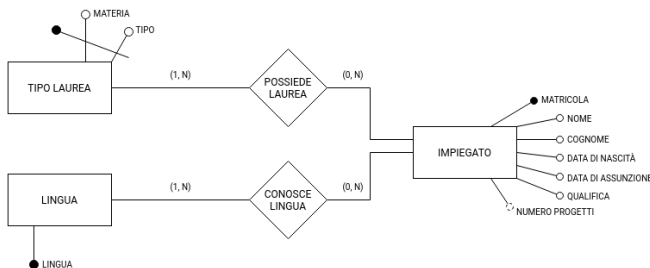 MATERIA
TIPO
TIPO LAUREA
(1, N)
POSSIEDE
LAUREA
(0, N)
MATRICOLA
NOME
COGNOME
DATA DI NASCITÀ
DATA DI ASSUNZIONE
QUALIFICA
NUMERO PROGETTI
IMPIEGATO
LINGUA
(1, N)
CONOSCE
LINGUA
(0, N)
LINGUA